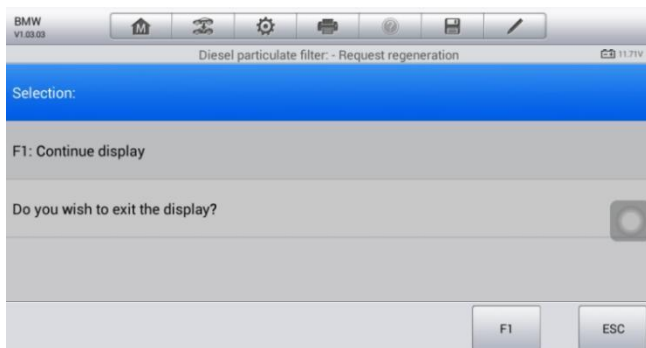 BMW
V1.03.03
Diesel particulate filter: - Request regeneration
11.71V
Selection:
F1: Continue display
Do you wish to exit the display?
F1
ESC